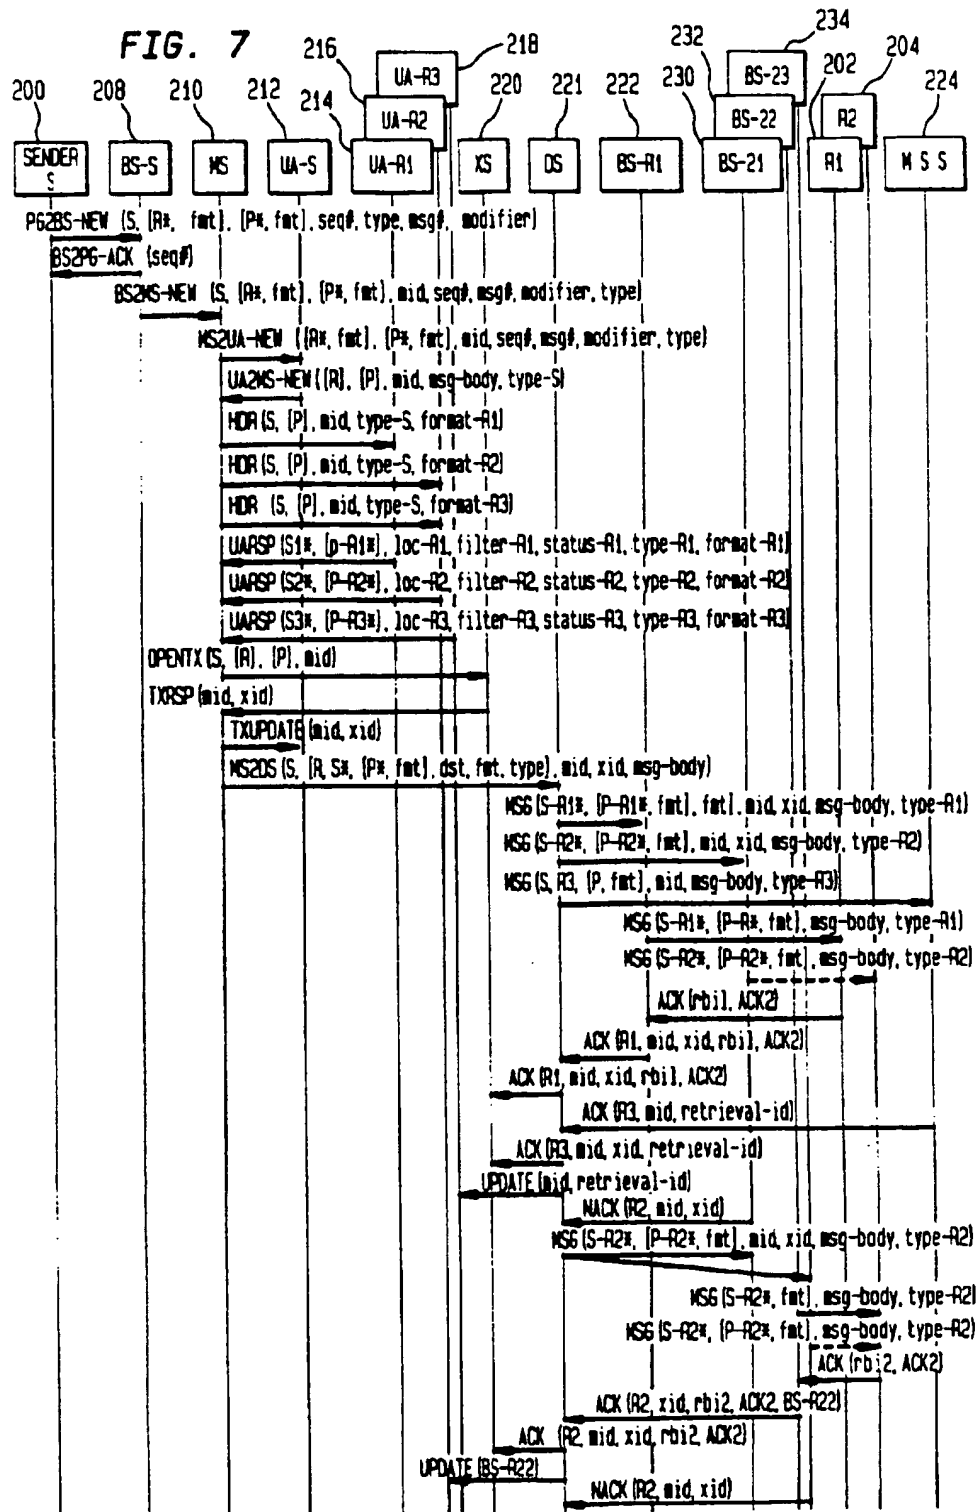 FIG. 7
200
208
210
212
214
216
218
220
221
222
230
232
234
202
204
224
SENDER S
BS-S
MS
UA-S
UA-R1
UA-R2
UA-R3
XS
DS
BS-R1
BS-21
BS-22
BS-23
R1
R2
M S S
PG2BS-NEW (S, [R*, fmt], [P*, fmt], seq#, type, msg#, modifier)
BS2PG-ACK (seq#)
BS2MS-NEW (S, [R*, fmt], [P*, fmt], mid, seq#, msg#, modifier, type)
MS2UA-NEW ([R*, fmt], [P*, fmt], mid, seq#, msg#, modifier, type)
UA2MS-NEW ([R], [P], mid, msg-body, type-S)
HDR (S, [P], mid, type-S, format-R1)
HDR (S, [P], mid, type-S, format-R2)
HDR (S, [P], mid, type-S, format-R3)
UARSP (S1*, [p-R1*], loc-R1, filter-R1, status-R1, type-R1, format-R1)
UARSP (S2*, [P-R2*], loc-R2, filter-R2, status-R2, type-R2, format-R2)
UARSP (S3*, [P-R3*], loc-R3, filter-R3, status-R3, type-R3, format-R3)
OPENTX (S, [R], [P], mid)
TXRSP (mid, xid)
TXUPDATE (mid, xid)
MS2DS (S, [R, S*, [P*, fmt], dst, fmt, type], mid, xid, msg-body)
MSG (S-R1*, [P-R1*, fmt], fmt], mid, xid, msg-body, type-R1)
MSG (S-R2*, [P-R2*, fmt], mid, xid, msg-body, type-R2)
MSG (S, R3, [P, fmt], mid, msg-body, type-R3)
MSG (S-R1*, [P-R*, fmt], msg-body, type-R1)
MSG (S-R2*, [P-R2*, fmt], msg-body, type-R2)
ACK (rbi1, ACK2)
ACK (R1, mid, xid, rbi1, ACK2)
ACK (R1, mid, xid, rbi1, ACK2)
ACK (R3, mid, retrieval-id)
ACK (R3, mid, xid, retrieval-id)
UPDATE (mid, retrieval-id)
NACK (R2, mid, xid)
MSG (S-R2*, [P-R2*, fmt], mid, xid, msg-body, type-R2)
MSG (S-R2*, fmt], msg-body, type-R2)
MSG (S-R2*, [P-R2*, fmt], msg-body, type-R2)
ACK (rbi2, ACK2)
ACK (R2, xid, rbi2, ACK2, BS-R22)
ACK (R2, mid, xid, rbi2, ACK2)
UPDATE (BS-R22)
NACK (R2, mid, xid)